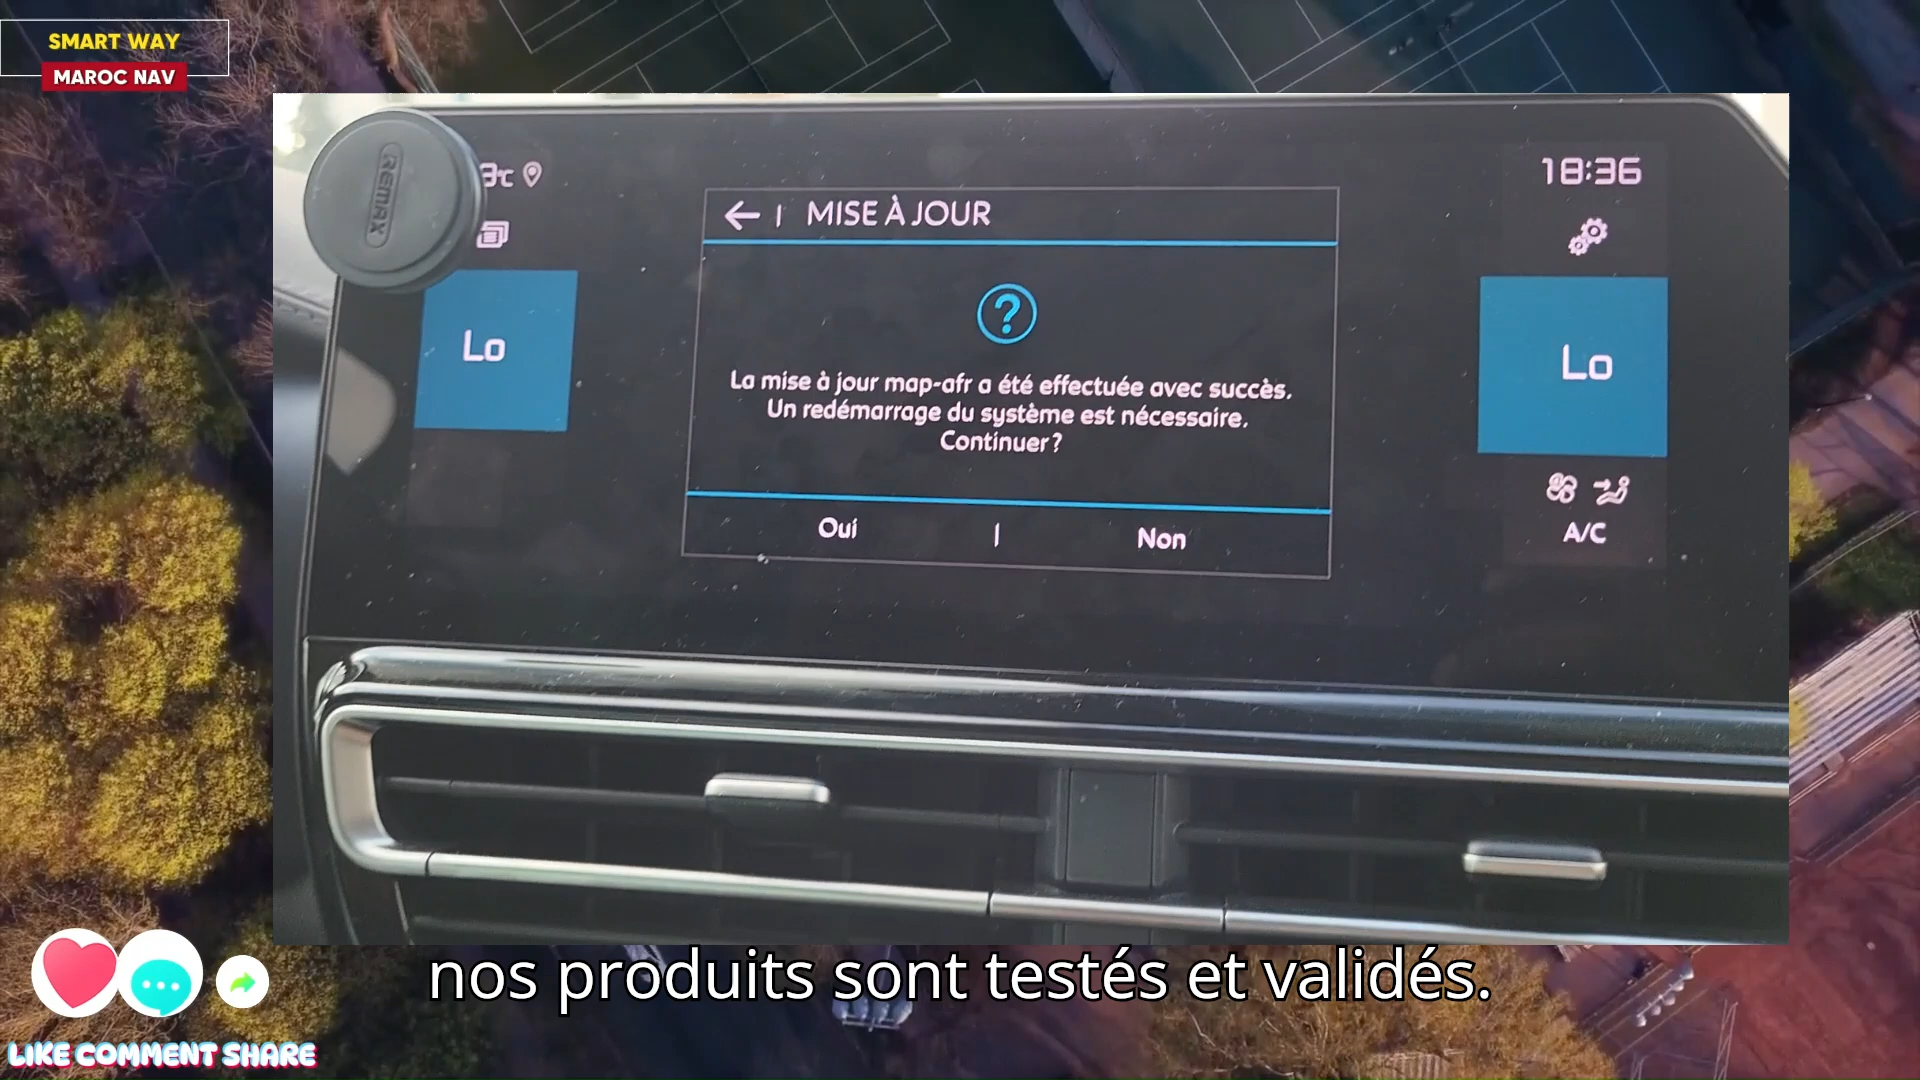 SMART WAY
MAROC NAV
REMAX
18:36
← | MISE À JOUR
Lo
?
Lo
La mise à jour map-afr a été effectuée avec succès.
Un redémarrage du système est nécessaire.
Continuer?
Oui | Non
A/C
nos produits sont testés et validés.
LIKE COMMENT SHARE